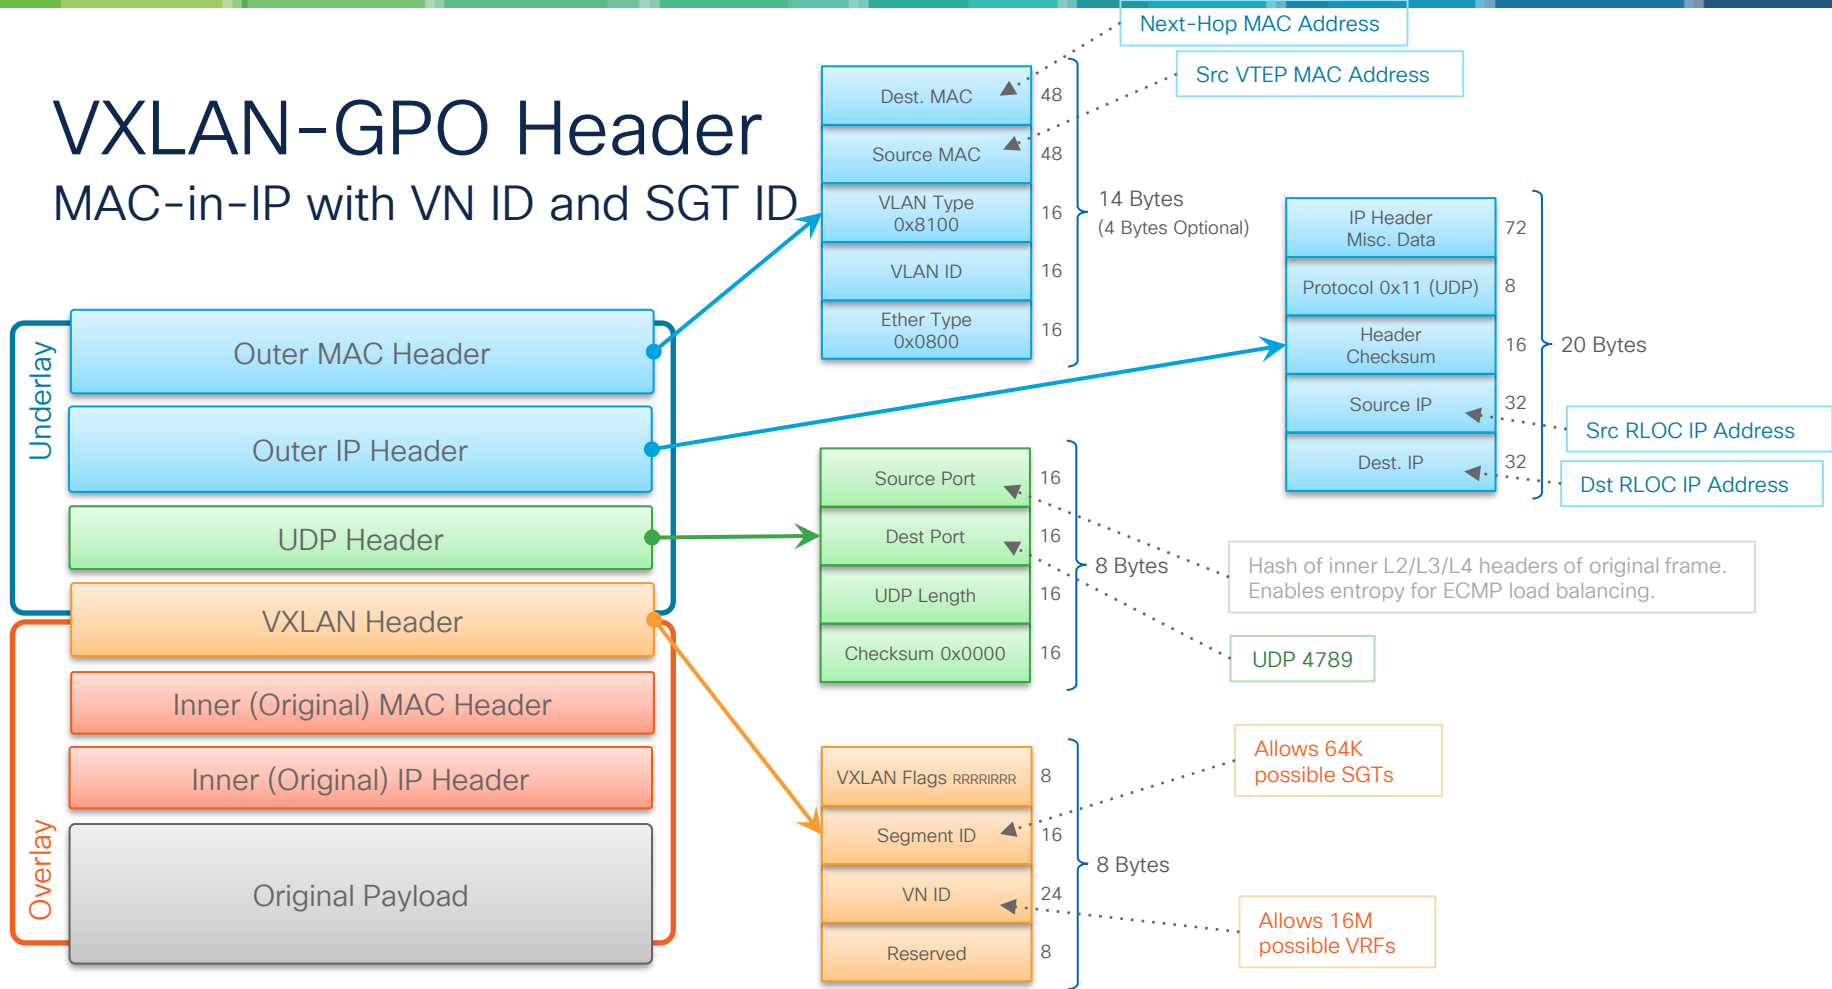 VXLAN-GPO Header
MAC-in-IP with VN ID and SGT ID
Underlay
Outer MAC Header
Outer IP Header
UDP Header
VXLAN Header
Overlay
Inner (Original) MAC Header
Inner (Original) IP Header
Original Payload
Next-Hop MAC Address
Src VTEP MAC Address
Dest. MAC
48
Source MAC
48
VLAN Type
0x8100
16
VLAN ID
16
Ether Type
0x0800
16
14 Bytes
(4 Bytes Optional)
IP Header
Misc. Data
72
Protocol 0x11 (UDP)
8
Header
Checksum
16
Source IP
32
Dest. IP
32
20 Bytes
Src RLOC IP Address
Dst RLOC IP Address
Source Port
16
Dest Port
16
UDP Length
16
Checksum 0x0000
16
8 Bytes
Hash of inner L2/L3/L4 headers of original frame.
Enables entropy for ECMP load balancing.
UDP 4789
VXLAN Flags RRRRIRRR
8
Segment ID
16
VN ID
24
Reserved
8
8 Bytes
Allows 64K
possible SGTs
Allows 16M
possible VRFs